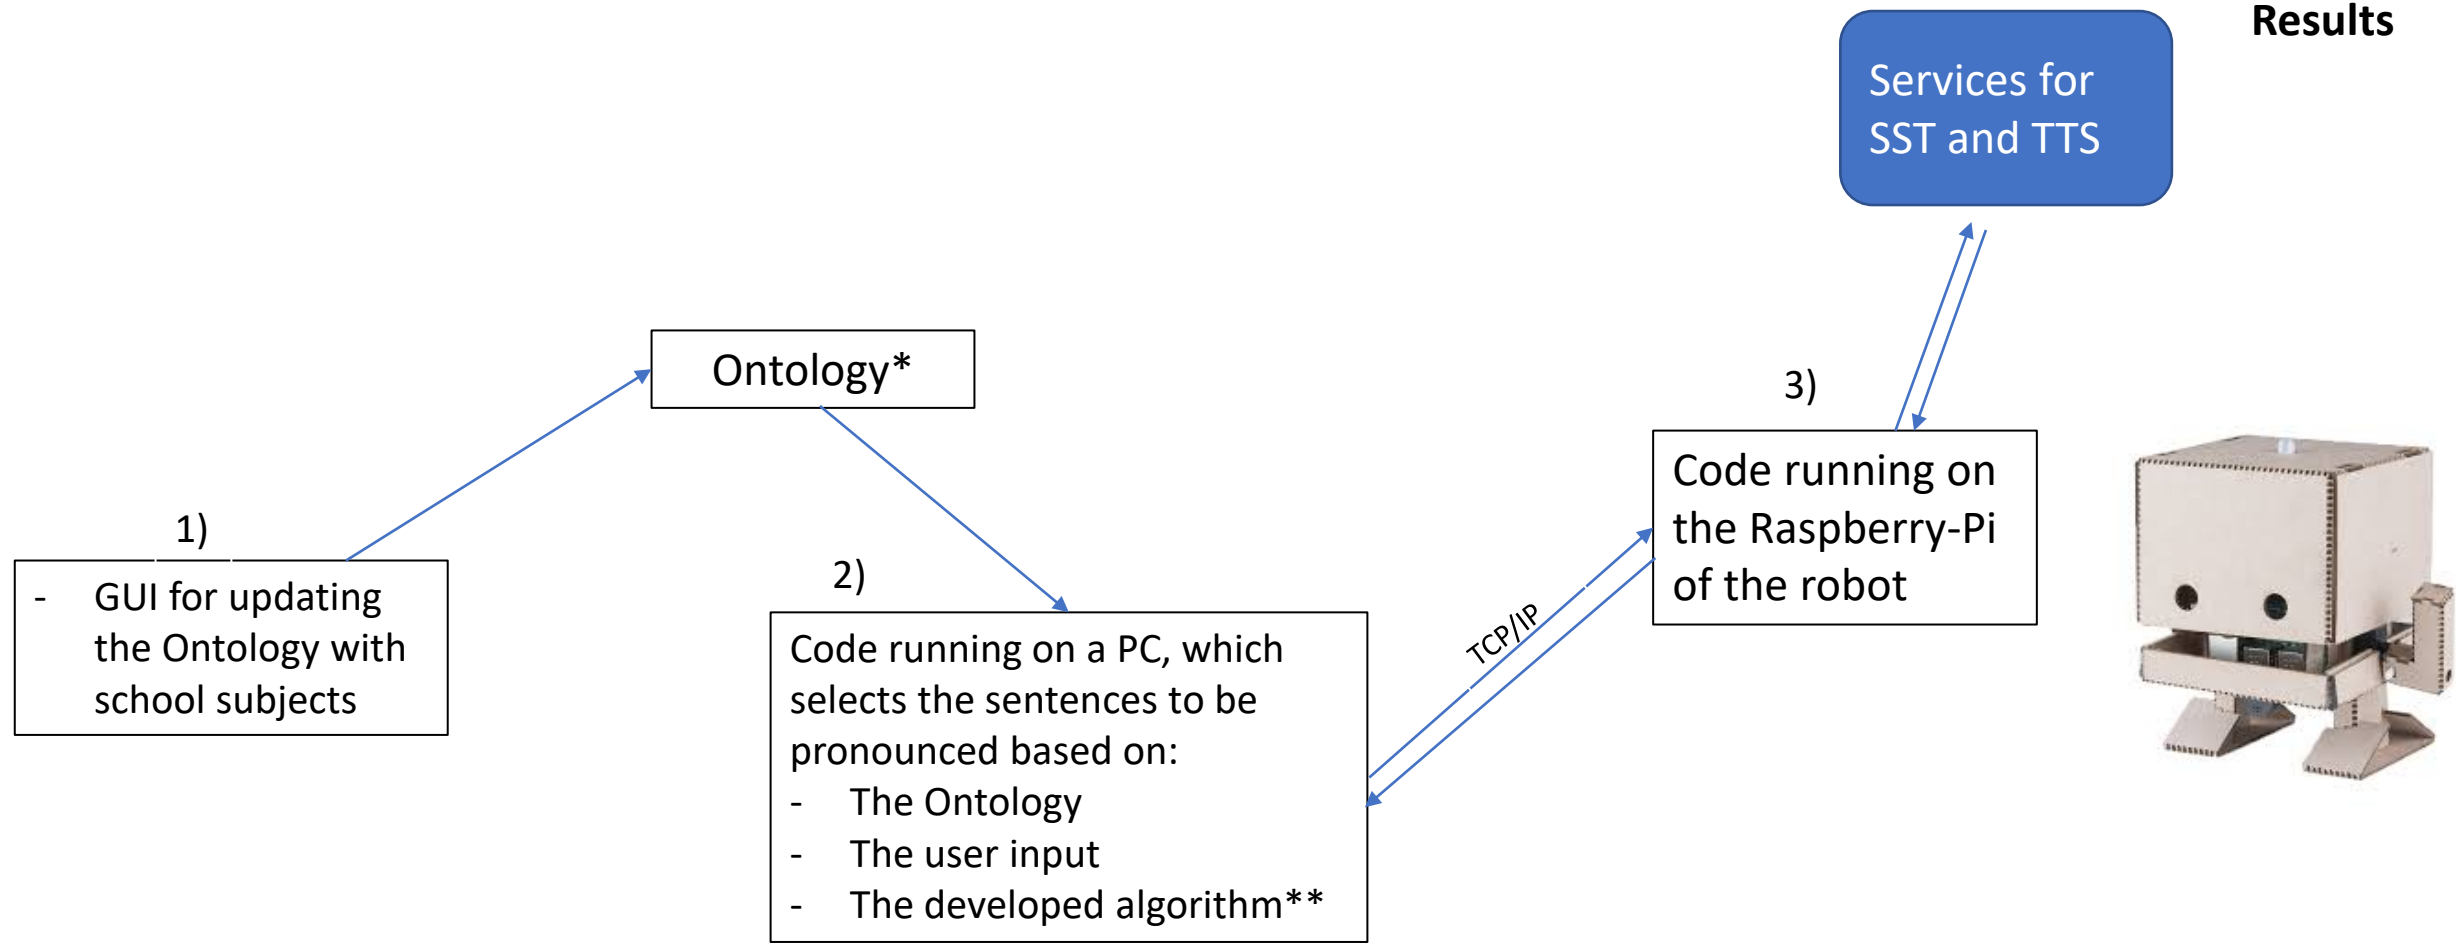 Results
Services for
SST and TTS
Ontology*
3)
Code running on
the Raspberry-Pi
of the robot
1)
- GUI for updating
the Ontology with
school subjects
2)
Code running on a PC, which
selects the sentences to be
pronounced based on:
- The Ontology
- The user input
- The developed algorithm**
TCP/IP